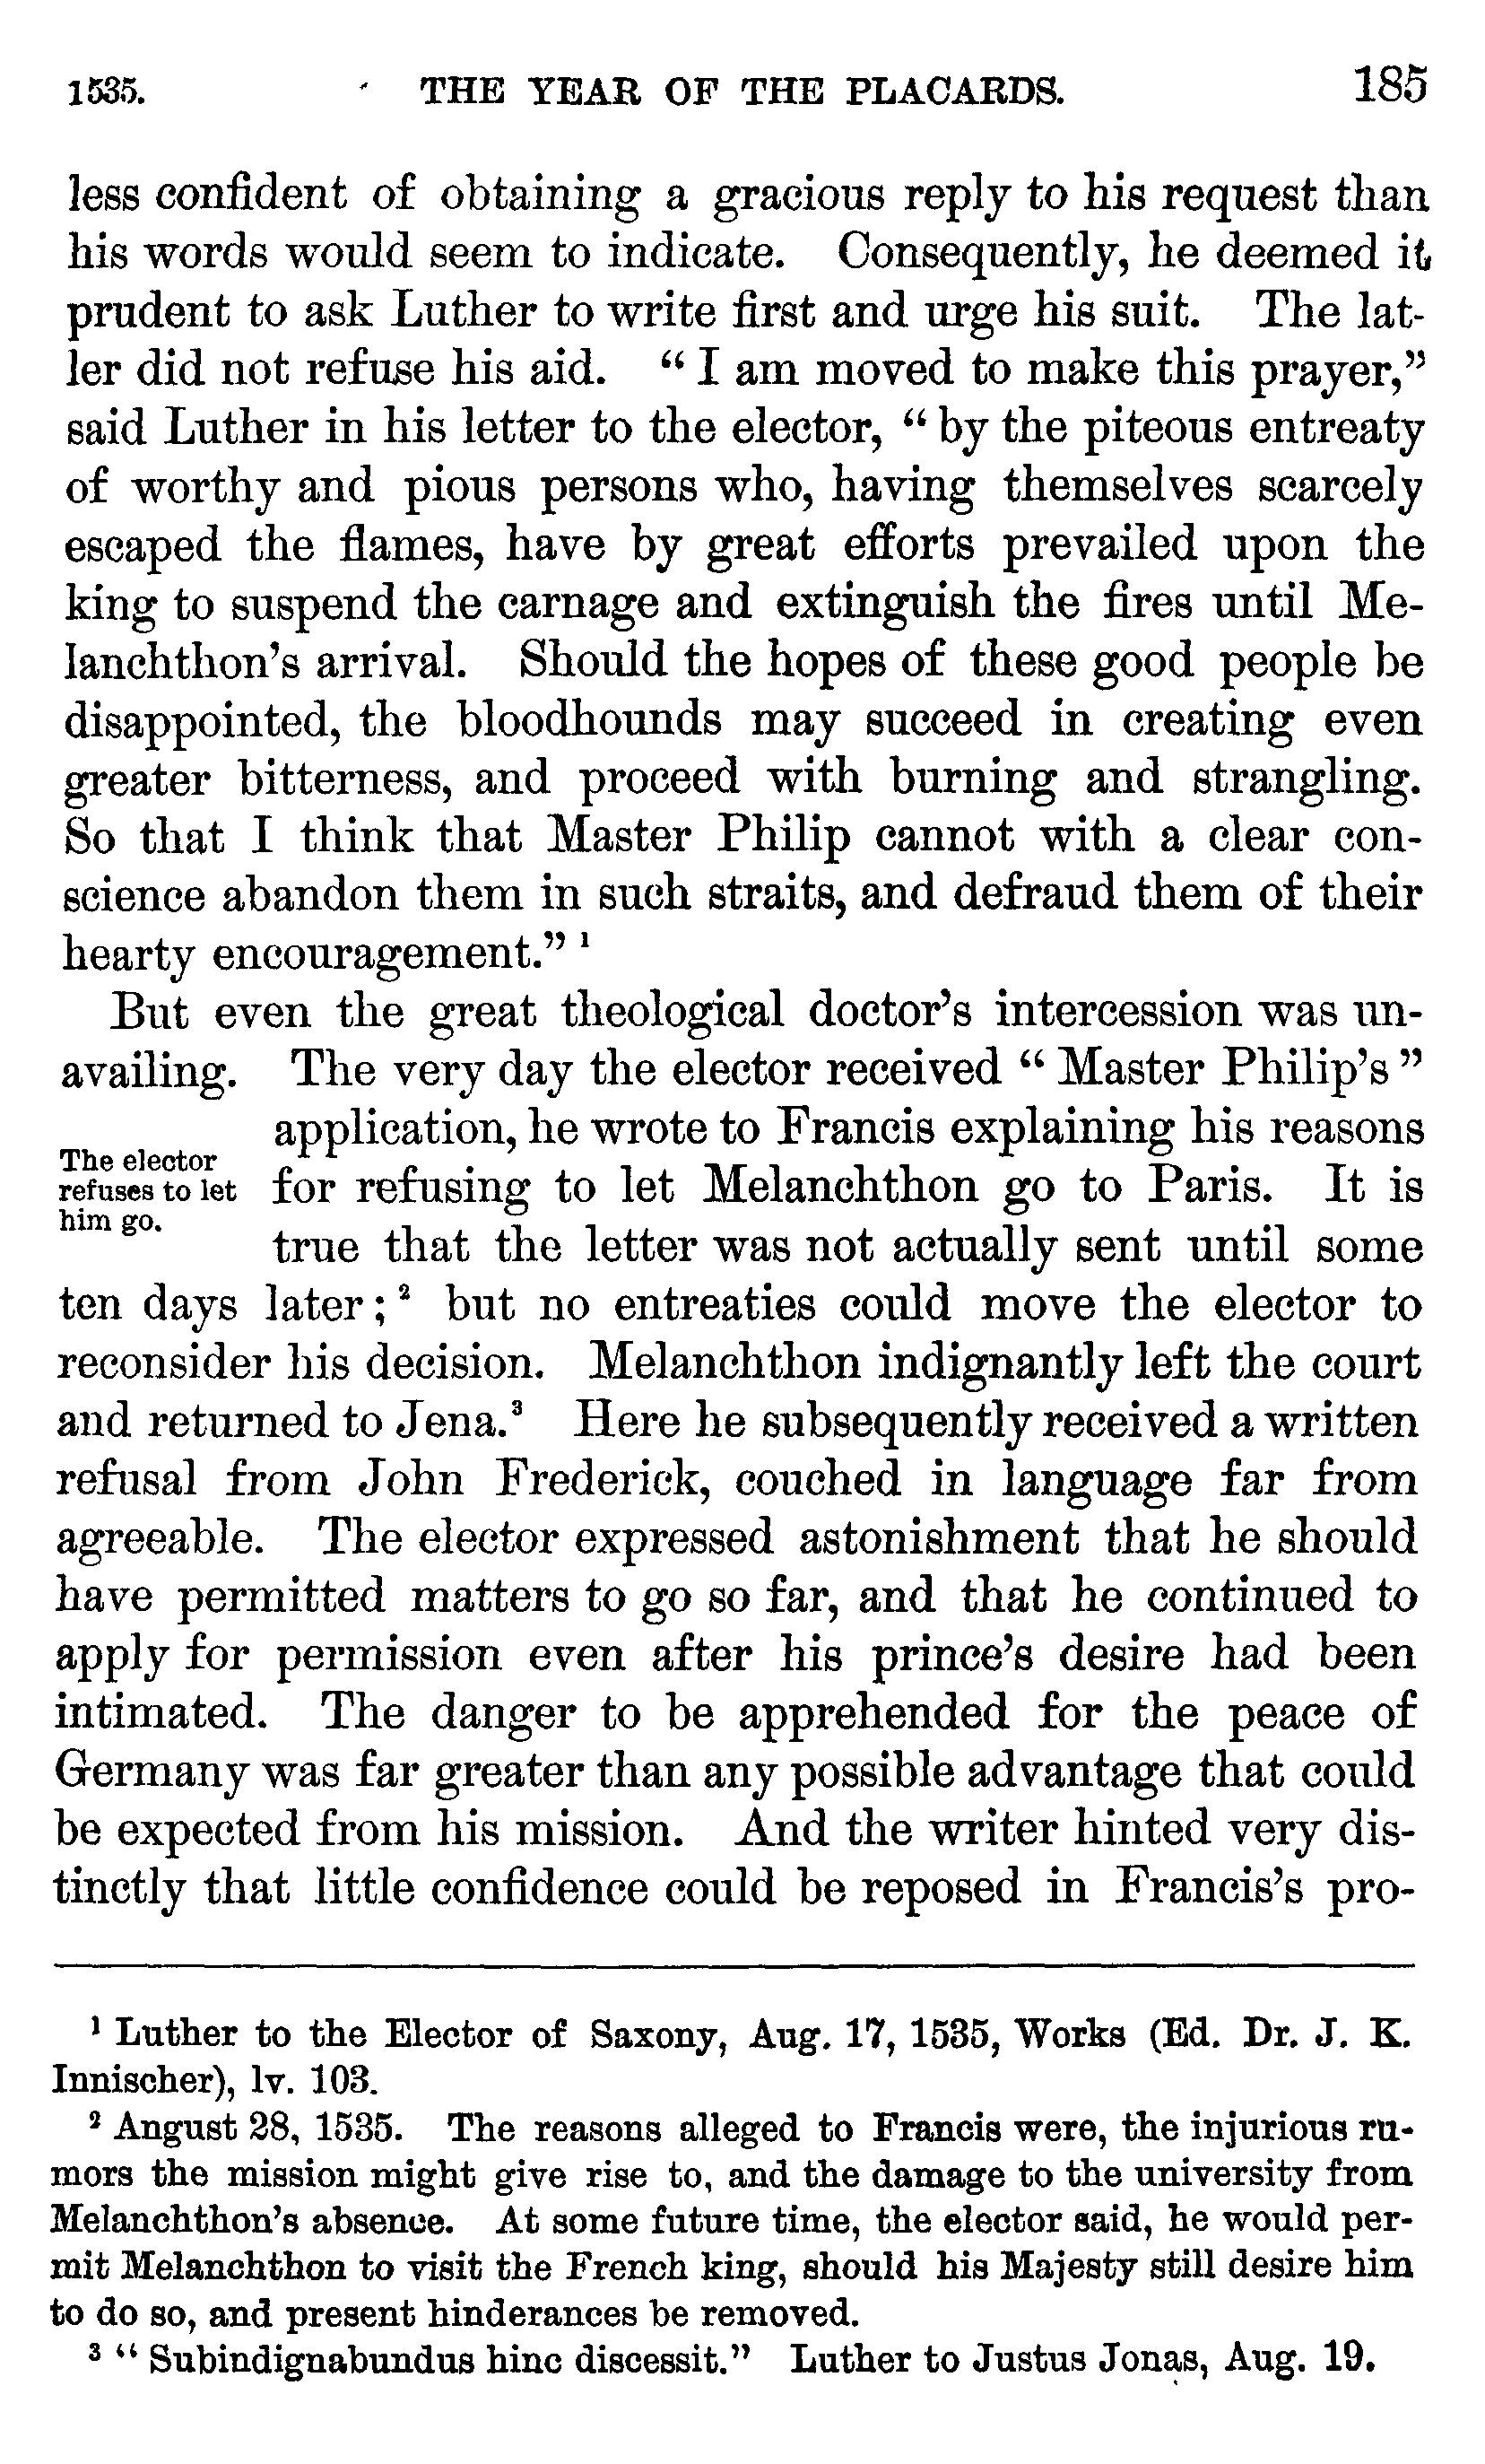 1535. THE YEAR OF THE PLACARDS. 185
less confident of obtaining a gracious reply to his request than
his words would seem to indicate. Consequently, he deemed it
prudent to ask Luther to write first and urge his suit. The lat-
ler did not refuse his aid. “ I am moved to make this prayer,”
said Luther in his letter to the elector, “ by the piteous entreaty
of worthy and pious persons who, having themselves scarcely
escaped the flames, have by great efforts prevailed upon the
king to suspend the carnage and extinguish the fires until Me-
lanchthon’s arrival. Should the hopes of these good people be
disappointed, the bloodhounds may succeed in creating even
greater bitterness, and proceed with burning and strangling.
So that I think that Master Philip cannot with a clear con-
science abandon them in such straits, and defraud them of their
hearty encouragement.” ¹
But even the great theological doctor’s intercession was un-
availing. The very day the elector received “ Master Philip’s ”
application, he wrote to Francis explaining his reasons
The elector
refuses to let
him go.
for refusing to let Melanchthon go to Paris. It is
true that the letter was not actually sent until some
ten days later ; ² but no entreaties could move the elector to
reconsider his decision. Melanchthon indignantly left the court
and returned to Jena.³ Here he subsequently received a written
refusal from John Frederick, couched in language far from
agreeable. The elector expressed astonishment that he should
have permitted matters to go so far, and that he continued to
apply for permission even after his prince’s desire had been
intimated. The danger to be apprehended for the peace of
Germany was far greater than any possible advantage that could
be expected from his mission. And the writer hinted very dis-
tinctly that little confidence could be reposed in Francis’s pro-
¹ Luther to the Elector of Saxony, Aug. 17, 1535, Works (Ed. Dr. J. K.
Innischer), lv. 103.
² Angust 28, 1535. The reasons alleged to Francis were, the injurious ru-
mors the mission might give rise to, and the damage to the university from
Melanchthon’s absence. At some future time, the elector said, he would per-
mit Melanchthon to visit the French king, should his Majesty still desire him
to do so, and present hinderances be removed.
³ “ Subindignabundus hinc discessit.” Luther to Justus Jonas, Aug. 19.